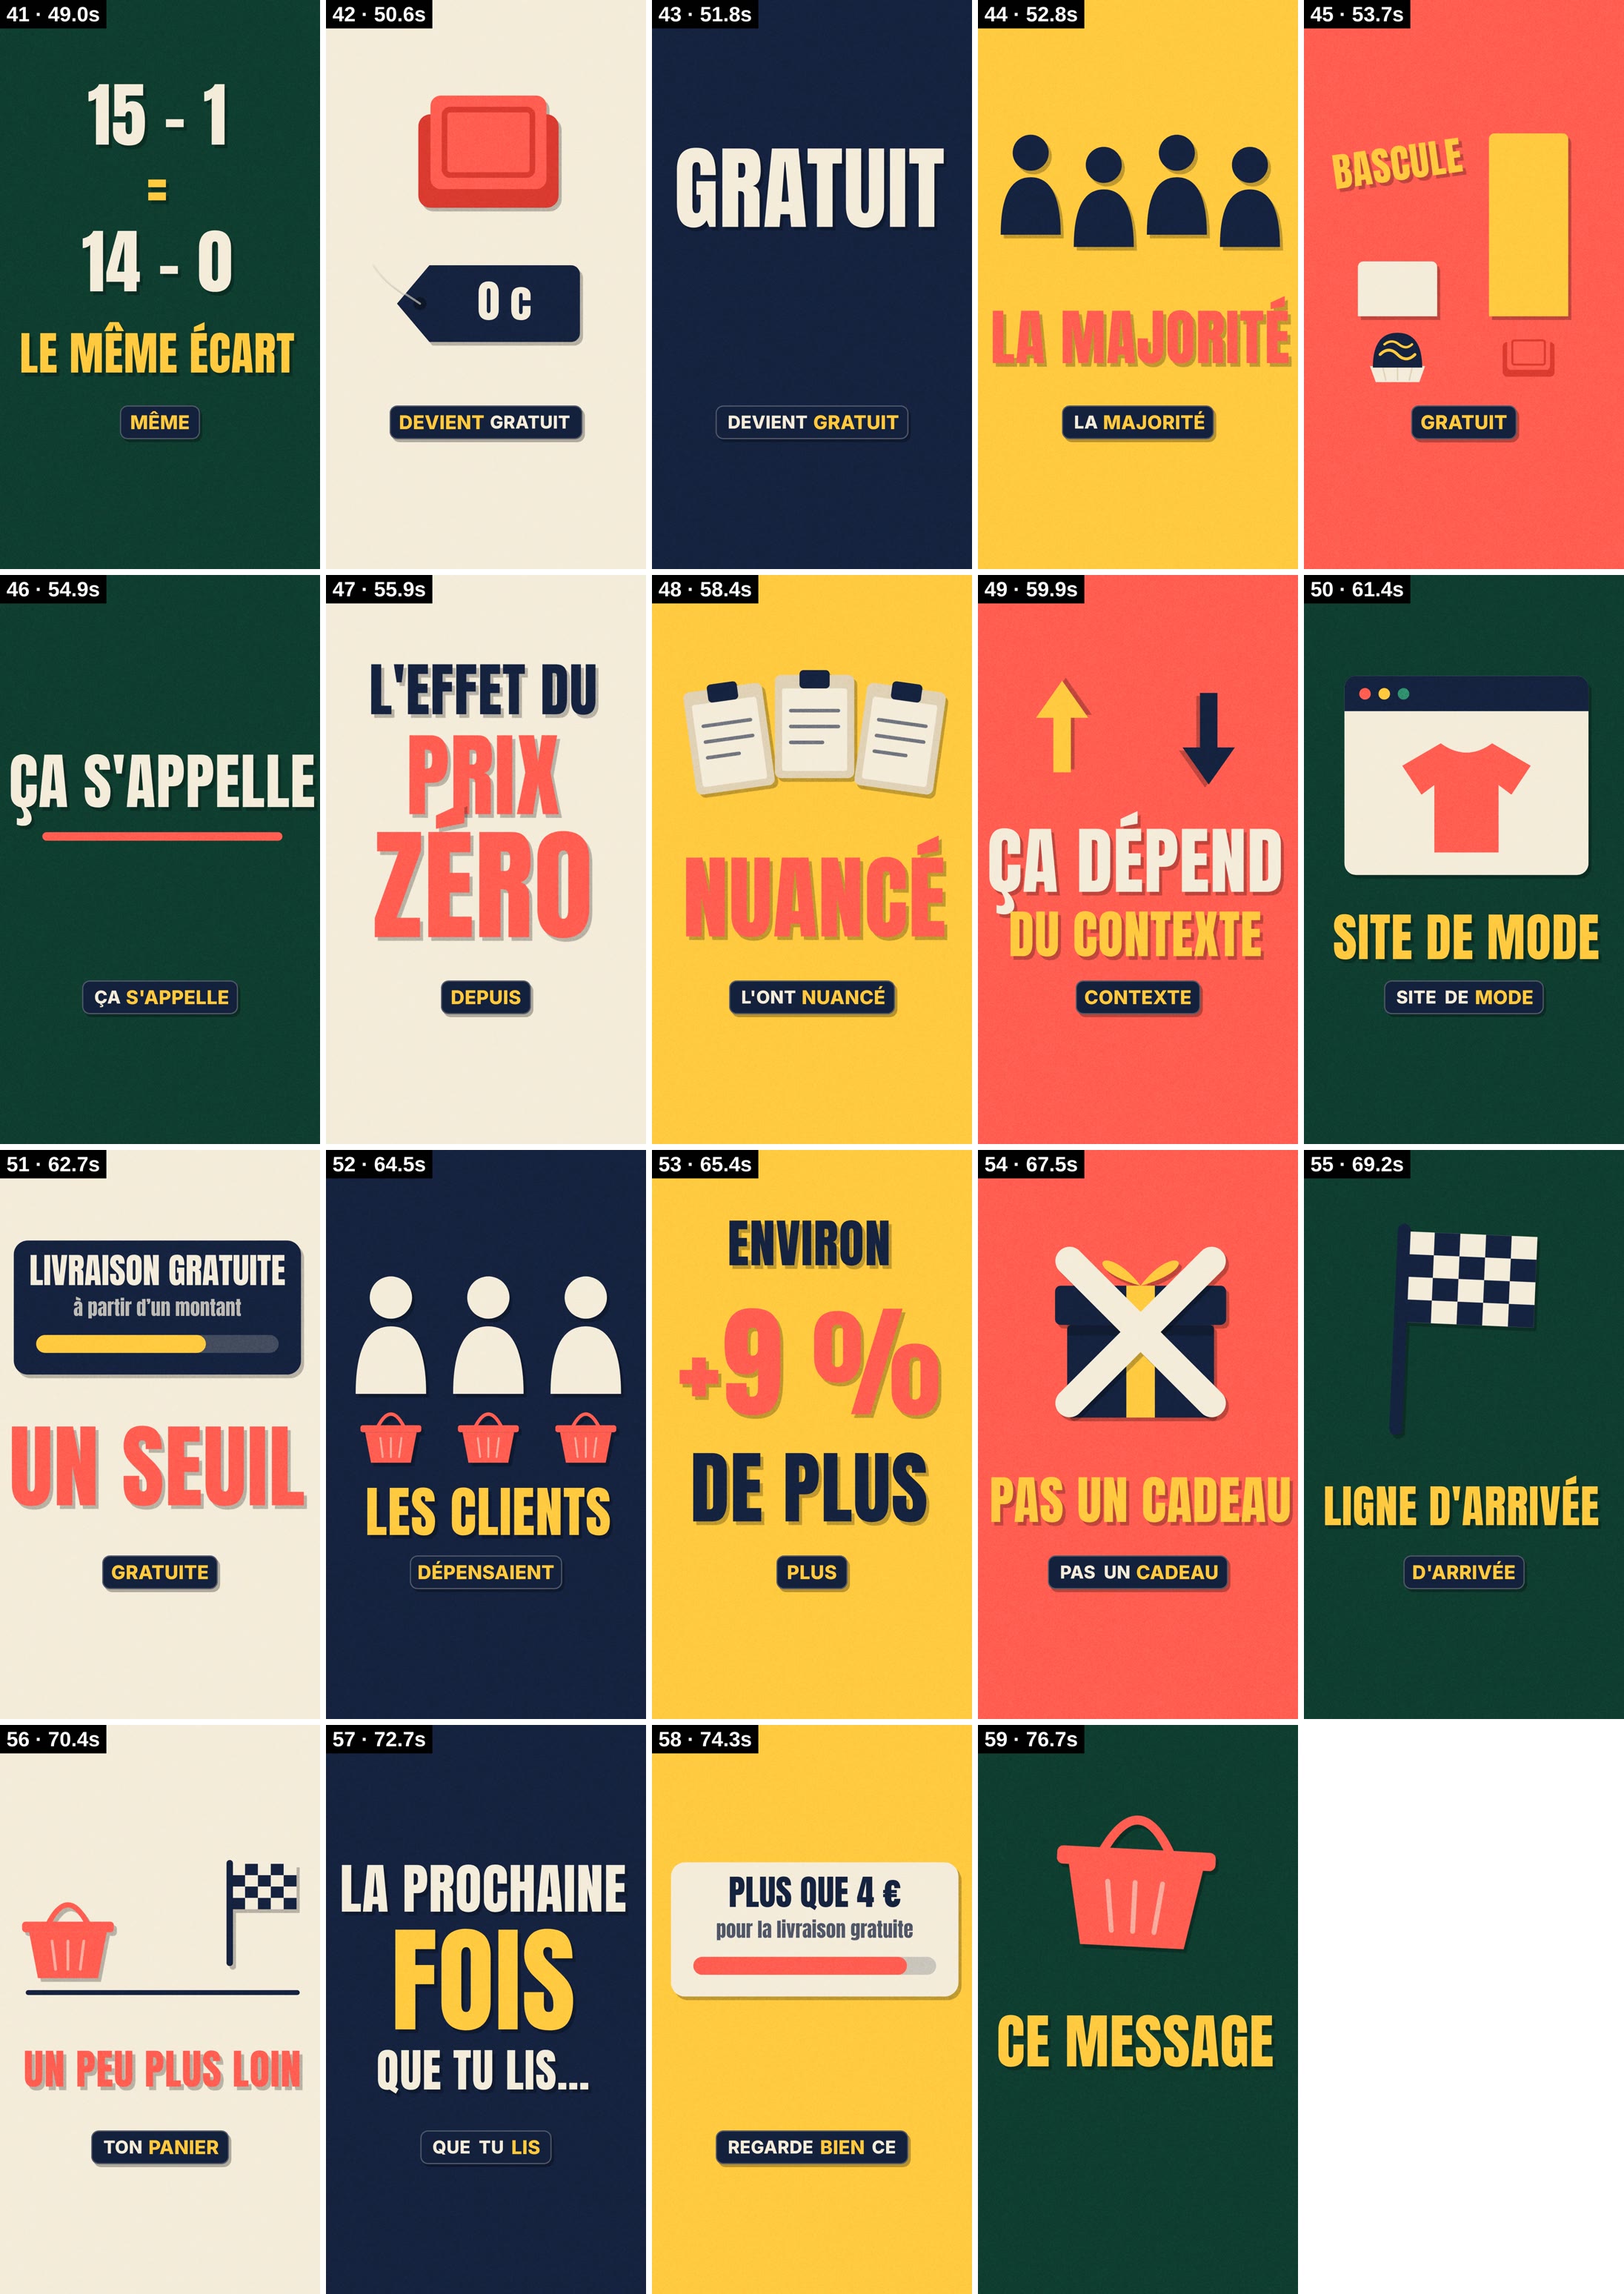 41 · 49.0s
15 - 1
=
14 - 0
LE MÊME ÉCART
MÊME
42 · 50.6s
0 c
DEVIENT GRATUIT
43 · 51.8s
GRATUIT
DEVIENT GRATUIT
44 · 52.8s
LA MAJORITÉ
LA MAJORITÉ
45 · 53.7s
BASCULE
GRATUIT
46 · 54.9s
ÇA S'APPELLE
ÇA S'APPELLE
47 · 55.9s
L'EFFET DU
PRIX
ZÉRO
DEPUIS
48 · 58.4s
NUANCÉ
L'ONT NUANCÉ
49 · 59.9s
ÇA DÉPEND
DU CONTEXTE
CONTEXTE
50 · 61.4s
SITE DE MODE
SITE DE MODE
51 · 62.7s
LIVRAISON GRATUITE
à partir d'un montant
UN SEUIL
GRATUITE
52 · 64.5s
LES CLIENTS
DÉPENSAIENT
53 · 65.4s
ENVIRON
+9 %
DE PLUS
PLUS
54 · 67.5s
PAS UN CADEAU
PAS UN CADEAU
55 · 69.2s
LIGNE D'ARRIVÉE
D'ARRIVÉE
56 · 70.4s
UN PEU PLUS LOIN
TON PANIER
57 · 72.7s
LA PROCHAINE
FOIS
QUE TU LIS...
QUE TU LIS
58 · 74.3s
PLUS QUE 4 €
pour la livraison gratuite
REGARDE BIEN CE
59 · 76.7s
CE MESSAGE